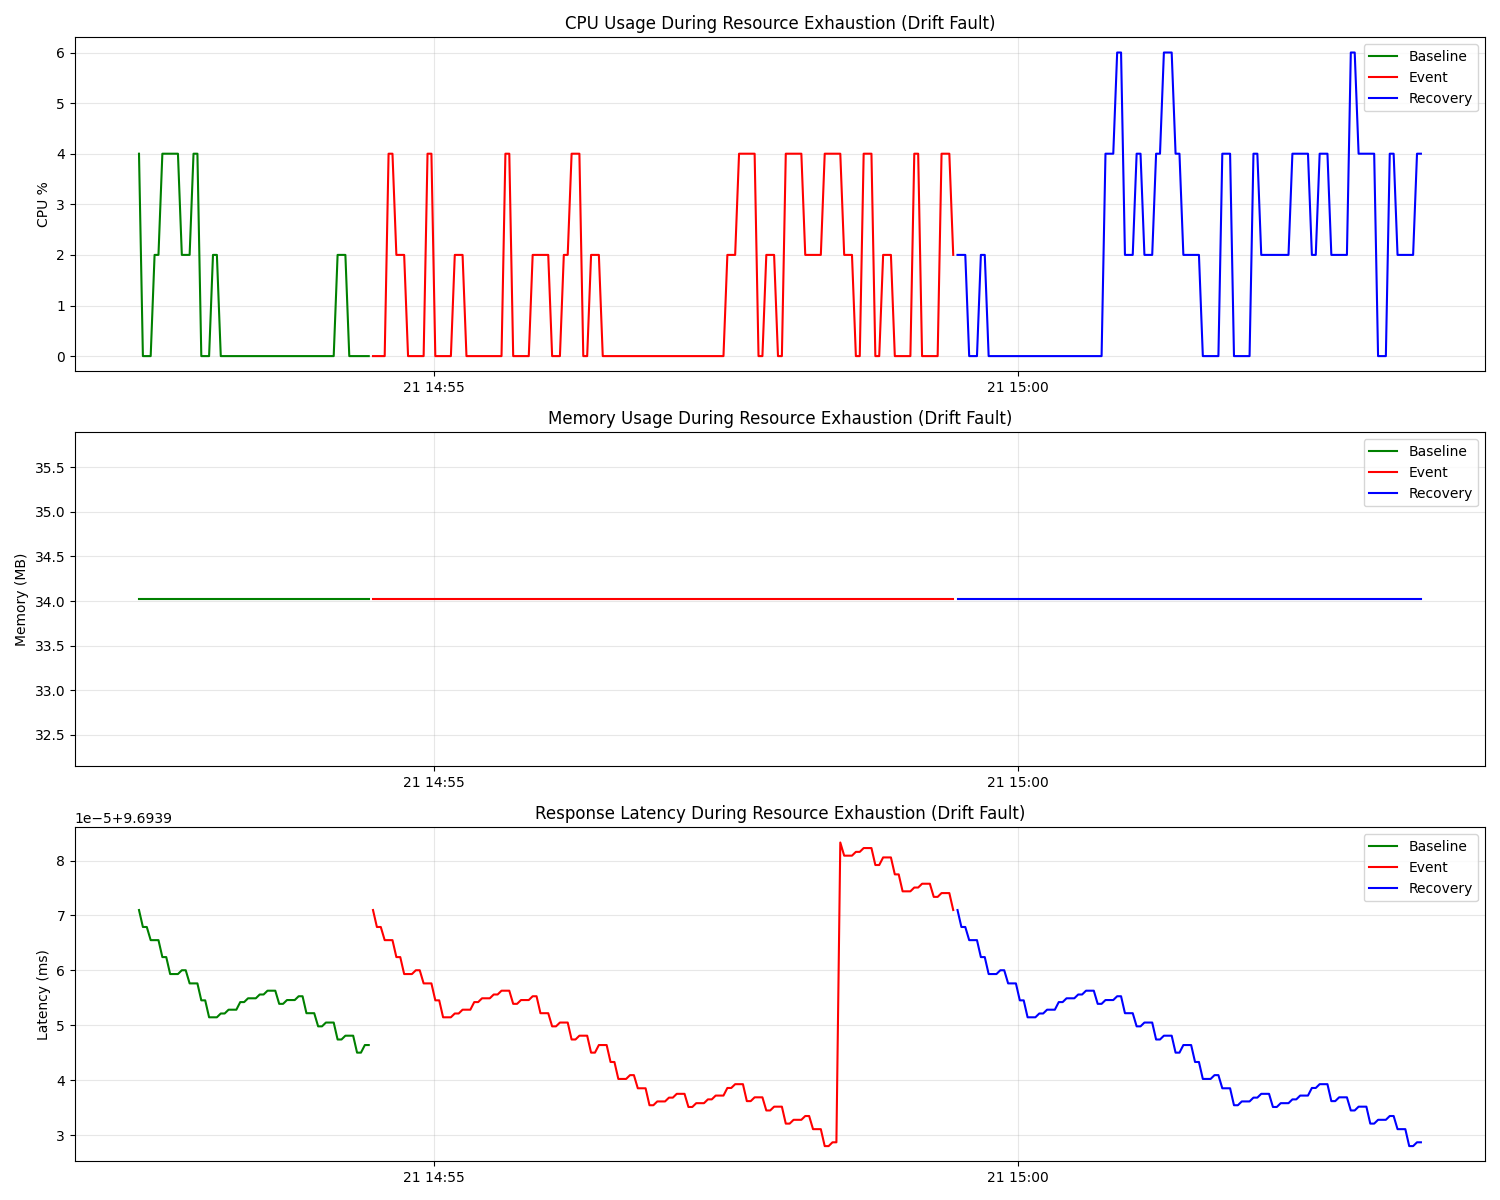 CPU Usage During Resource Exhaustion (Drift Fault)
CPU %
6
5
4
3
2
1
0
Baseline
Event
Recovery
21 14:55
21 15:00
Memory Usage During Resource Exhaustion (Drift Fault)
Memory (MB)
35.5
35.0
34.5
34.0
33.5
33.0
32.5
Baseline
Event
Recovery
21 14:55
21 15:00
Response Latency During Resource Exhaustion (Drift Fault)
1e−5+9.6939
Latency (ms)
8
7
6
5
4
3
Baseline
Event
Recovery
21 14:55
21 15:00